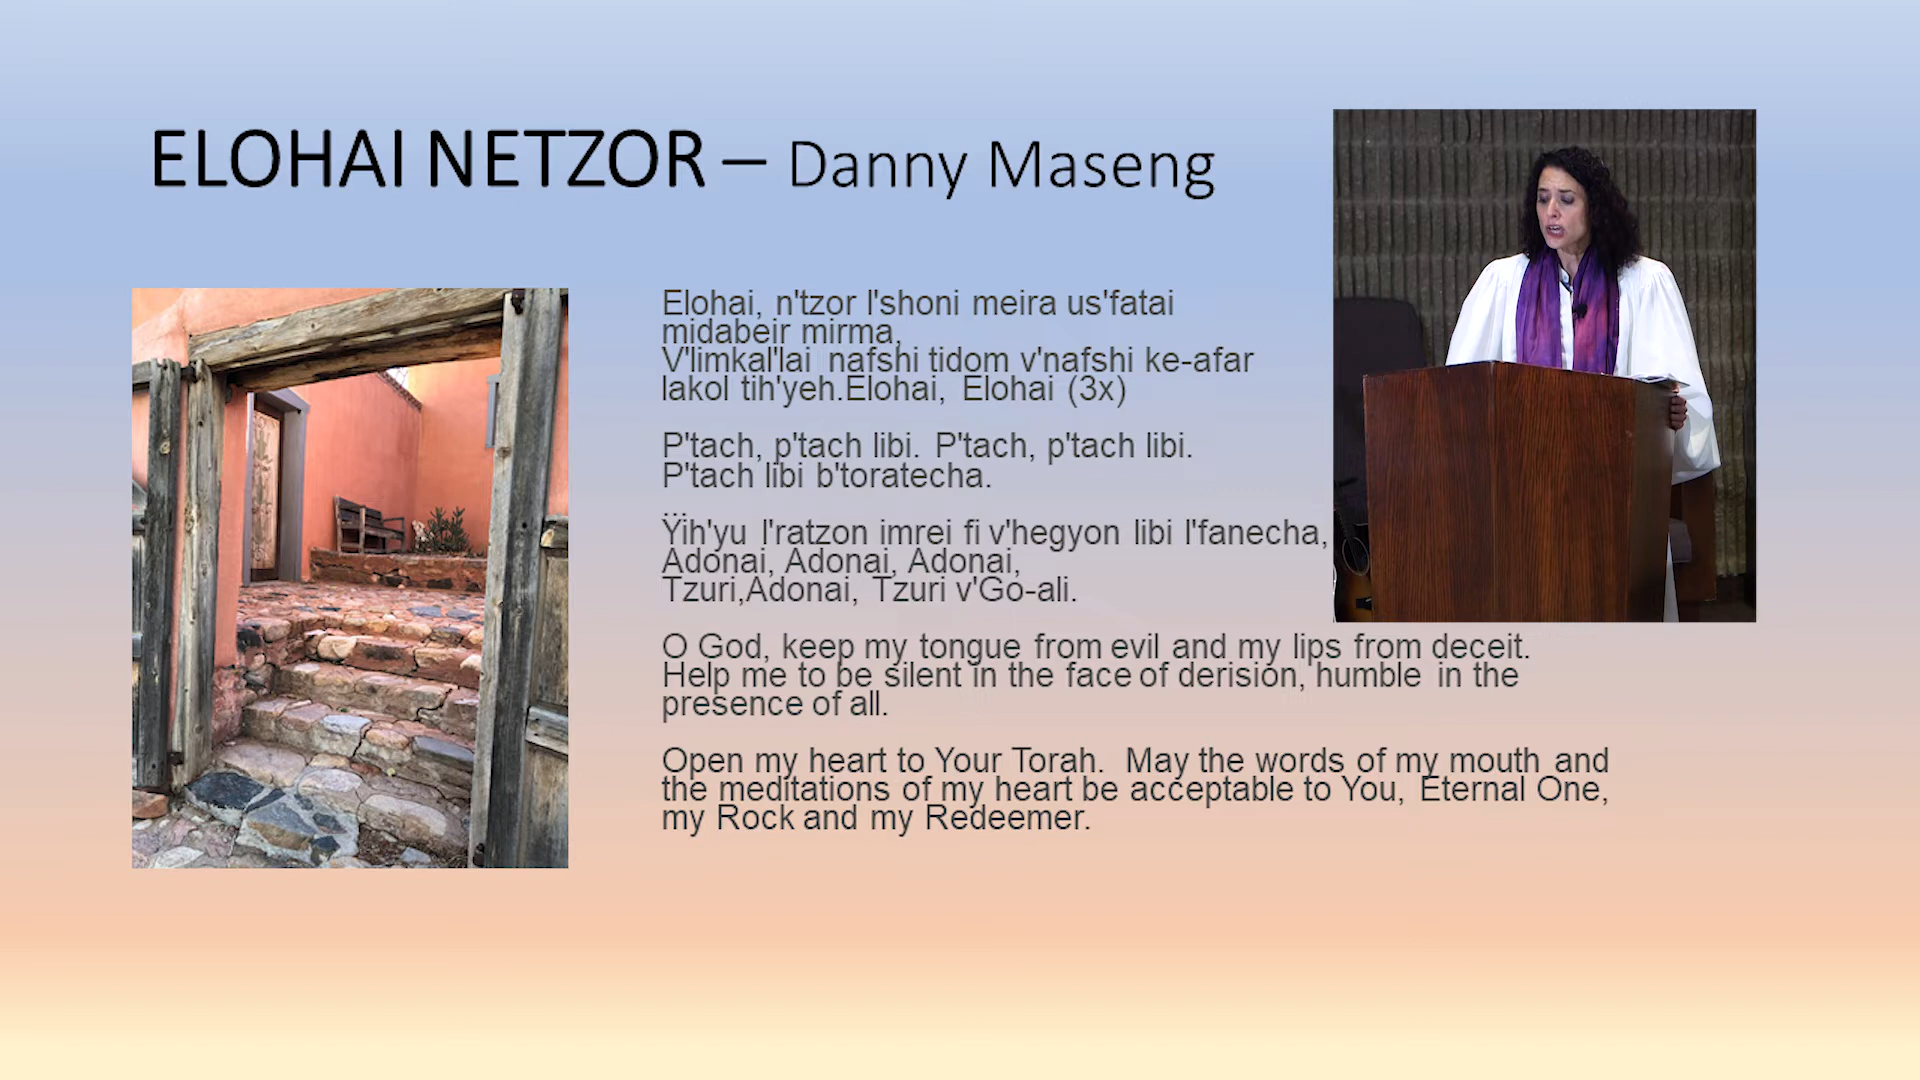 ELOHAI NETZOR – Danny Maseng
Elohai, n'tzor l'shoni meira us'fatai
midabeir mirma,
V'limkal'lai nafshi tidom v'nafshi ke-afar
lakol tih'yeh.Elohai, Elohai (3x)
P'tach, p'tach libi. P'tach, p'tach libi.
P'tach libi b'toratecha.
Ÿih'yu l'ratzon imrei fi v'hegyon libi l'fanecha,
Adonai, Adonai, Adonai,
Tzuri,Adonai, Tzuri v'Go-ali.
O God, keep my tongue from evil and my lips from deceit.
Help me to be silent in the face of derision, humble in the
presence of all.
Open my heart to Your Torah. May the words of my mouth and
the meditations of my heart be acceptable to You, Eternal One,
my Rock and my Redeemer.